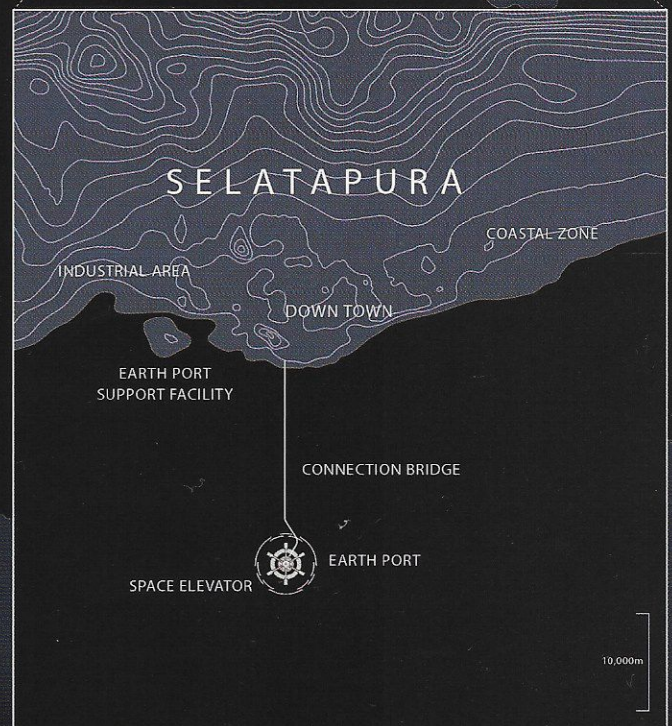 SELATAPURA
COASTAL ZONE
INDUSTRIAL AREA
DOWN TOWN
EARTH PORT
SUPPORT FACILITY
CONNECTION BRIDGE
EARTH PORT
SPACE ELEVATOR
10,000m